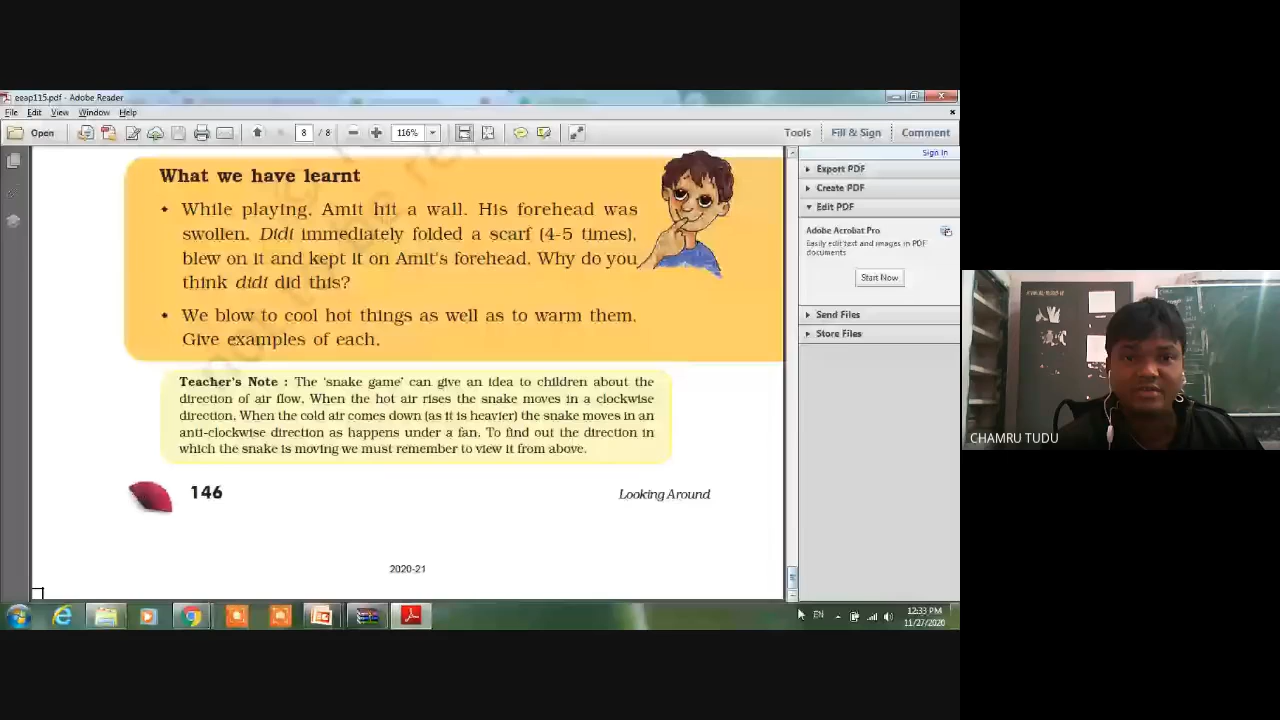 eeap115.pdf - Adobe Reader
File Edit View Window Help
Open 8 / 8 116% Tools Fill & Sign Comment
Sign In
Export PDF
Create PDF
Edit PDF
Adobe Acrobat Pro
Easily edit text and images in PDF
documents
Start Now
Send Files
Store Files
What we have learnt
While playing, Amit hit a wall. His forehead was
swollen. Didi immediately folded a scarf (4-5 times),
blew on it and kept it on Amit's forehead. Why do you
think didi did this?
We blow to cool hot things as well as to warm them.
Give examples of each.
Teacher's Note : The 'snake game' can give an idea to children about the
direction of air flow. When the hot air rises the snake moves in a clockwise
direction. When the cold air comes down (as it is heavier) the snake moves in an
anti-clockwise direction as happens under a fan. To find out the direction in
which the snake is moving we must remember to view it from above.
146
Looking Around
2020-21
EN
12:33 PM
11/27/2020
CHAMRU TUDU